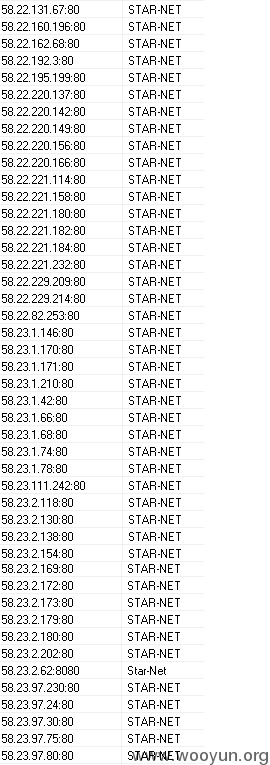 58.22.131.67:80 STAR-NET
58.22.160.196:80 STAR-NET
58.22.162.68:80 STAR-NET
58.22.192.3:80 STAR-NET
58.22.195.199:80 STAR-NET
58.22.220.137:80 STAR-NET
58.22.220.142:80 STAR-NET
58.22.220.149:80 STAR-NET
58.22.220.156:80 STAR-NET
58.22.220.166:80 STAR-NET
58.22.221.114:80 STAR-NET
58.22.221.158:80 STAR-NET
58.22.221.180:80 STAR-NET
58.22.221.182:80 STAR-NET
58.22.221.184:80 STAR-NET
58.22.221.232:80 STAR-NET
58.22.229.209:80 STAR-NET
58.22.229.214:80 STAR-NET
58.22.82.253:80 STAR-NET
58.23.1.146:80 STAR-NET
58.23.1.170:80 STAR-NET
58.23.1.171:80 STAR-NET
58.23.1.210:80 STAR-NET
58.23.1.42:80 STAR-NET
58.23.1.66:80 STAR-NET
58.23.1.68:80 STAR-NET
58.23.1.74:80 STAR-NET
58.23.1.78:80 STAR-NET
58.23.111.242:80 STAR-NET
58.23.2.118:80 STAR-NET
58.23.2.130:80 STAR-NET
58.23.2.138:80 STAR-NET
58.23.2.154:80 STAR-NET
58.23.2.169:80 STAR-NET
58.23.2.172:80 STAR-NET
58.23.2.173:80 STAR-NET
58.23.2.179:80 STAR-NET
58.23.2.180:80 STAR-NET
58.23.2.202:80 STAR-NET
58.23.2.62:8080 Star-Net
58.23.97.230:80 STAR-NET
58.23.97.24:80 STAR-NET
58.23.97.30:80 STAR-NET
58.23.97.75:80 STAR-NET
58.23.97.80:80 STAR-NET
www.wooyun.org